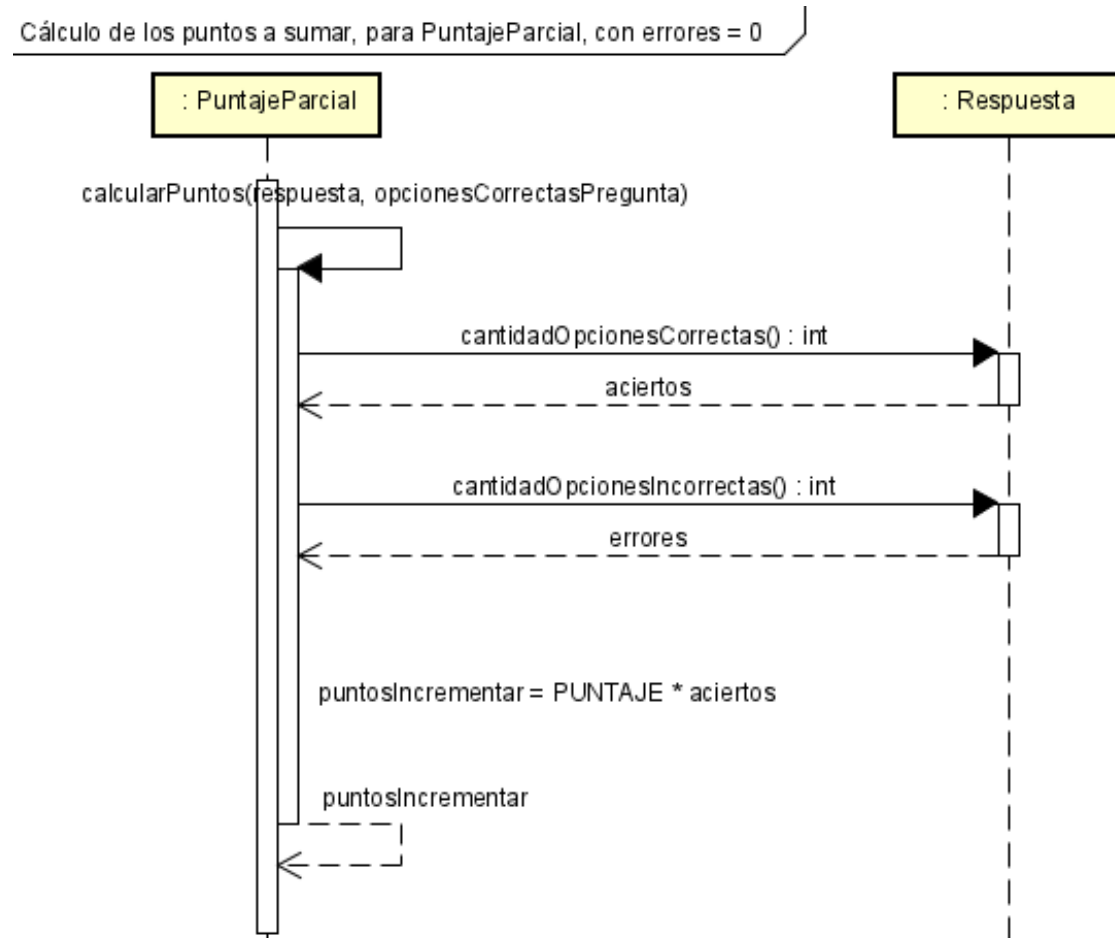 Cálculo de los puntos a sumar, para PuntajeParcial, con errores = 0
: PuntajeParcial
: Respuesta
calcularPuntos(respuesta, opcionesCorrectasPregunta)
cantidadOpcionesCorrectas() : int
aciertos
cantidadOpcionesIncorrectas() : int
errores
puntosIncrementar = PUNTAJE * aciertos
puntosIncrementar